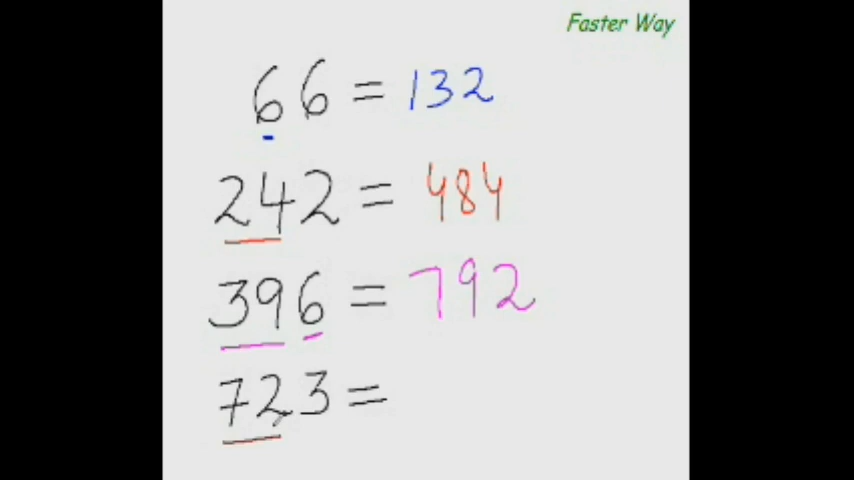 Faster Way
66 = 132
242 = 484
396 = 792
723 =